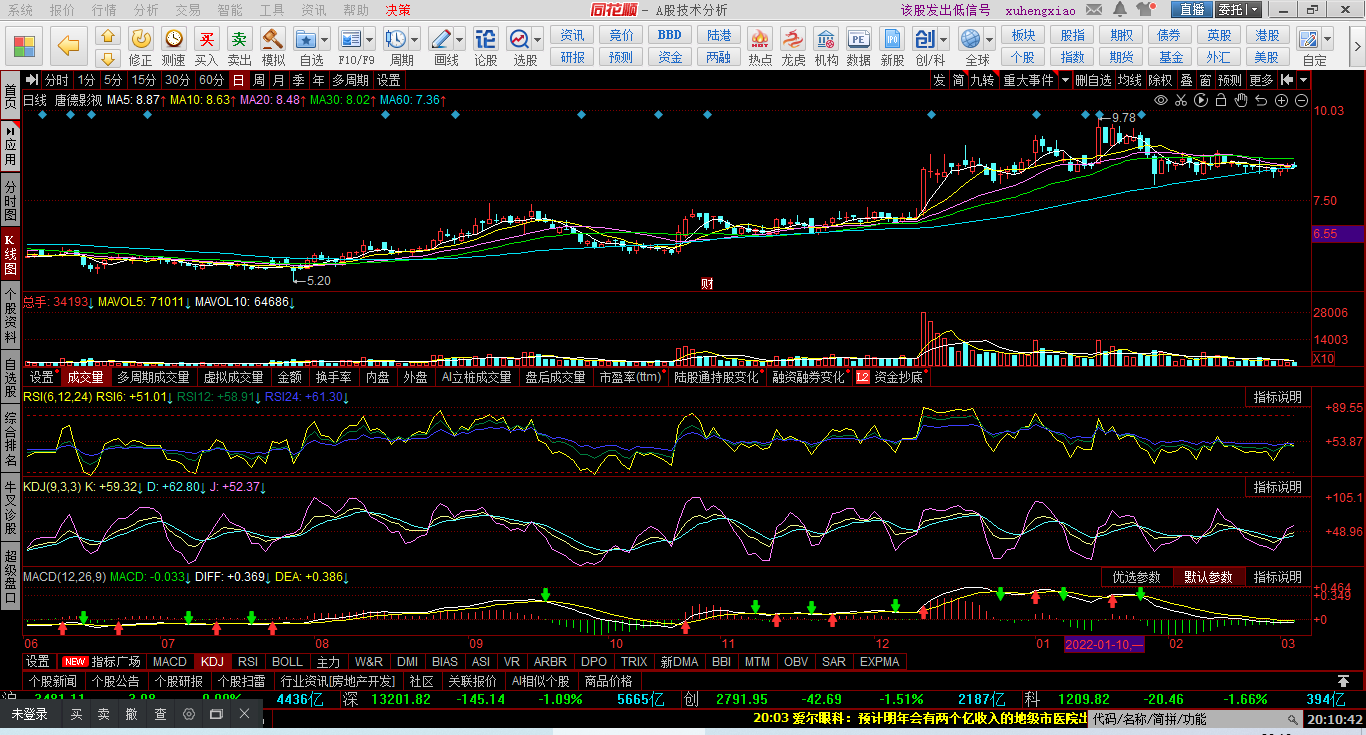 系统 报价 行情 分析 交易 智能 工具 资讯 帮助 决策 同花顺 - A股技术分析 该股发出低信号 xuhengxiao 直播 委托
资讯 竞价 BBD 陆港 板块 股指 期权 债券 英股 港股
修正 测速 买入 卖出 模拟 自选 F10/F9 周期 画线 论股 选股 研报 预测 资金 两融 热点 龙虎 机构 数据 新股 创/科 全球 个股 指数 期货 基金 外汇 美股 自定
分时 1分 5分 15分 30分 60分 日 周 月 季 年 多周期 设置 发 简 九转 重大事件 删自选 均线 除权 叠 窗 预测 更多
日线 唐德影视 MA5: 8.87↑ MA10: 8.63↑ MA20: 8.48↑ MA30: 8.02↑ MA60: 7.36↑
首页
应用
分时图
K线图
个股资料
自选股
综合排名
牛叉诊股
超级盘口
10.03
9.78
7.50
6.55
5.20
财
总手: 34193↓ MAVOL5: 71011↓ MAVOL10: 64686↓
28006
14003
X10
设置 成交量 多周期成交量 虚拟成交量 金额 换手率 内盘 外盘 AI立桩成交量 盘后成交量 市盈率(ttm) 陆股通持股变化 融资融券变化 L2 资金抄底
RSI(6,12,24) RSI6: +51.01↓ RSI12: +58.91↓ RSI24: +61.30↓ 指标说明
+89.55
+53.87
KDJ(9,3,3) K: +59.32↓ D: +62.80↓ J: +52.37↓ 指标说明
+105.1
+48.96
MACD(12,26,9) MACD: -0.033↓ DIFF: +0.369↓ DEA: +0.386↓ 优选参数 默认参数 指标说明
+0.464
+0.349
+0
06 07 08 09 10 11 12 01 2022-01-10,一 02 03
设置 NEW 指标广场 MACD KDJ RSI BOLL 主力 W&R DMI BIAS ASI VR ARBR DPO TRIX 新DMA BBI MTM OBV SAR EXPMA
个股新闻 个股公告 个股研报 个股扫雷 行业资讯[房地产开发] 社区 关联报价 AI相似个股 商品价格
沪 3481.11 4436亿 深 13201.82 -145.14 -1.09% 5665亿 创 2791.95 -42.69 -1.51% 2187亿 科 1209.82 -20.46 -1.66% 394亿
未登录 买 卖 撤 查
20:03 爱尔眼科：预计明年会有两个亿收入的地级市医院出 代码/名称/简拼/功能 20:10:42